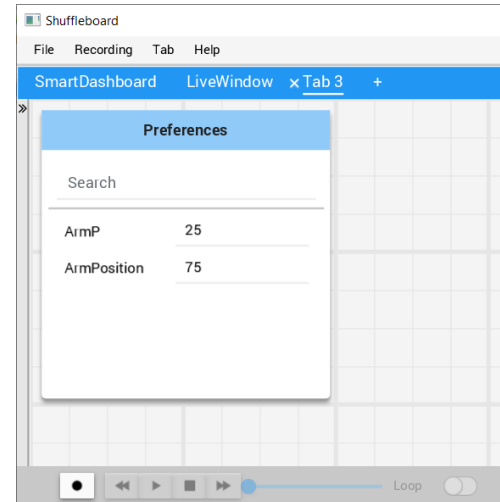 Shuffleboard
File Recording Tab Help
SmartDashboard LiveWindow × Tab 3 +
»
Preferences
Search
ArmP 25
ArmPosition 75
Loop